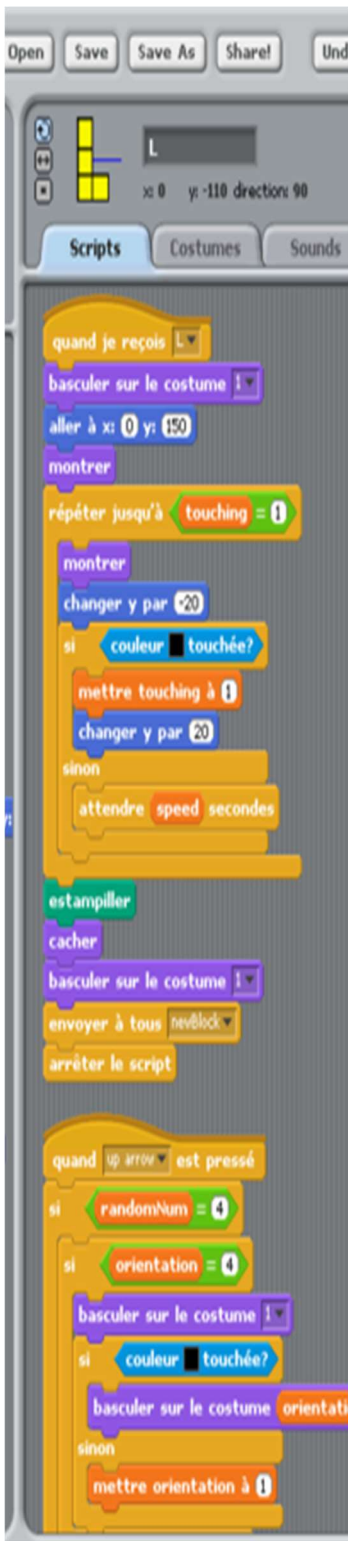 Open Save Save As Share! Und
L
x: 0 y: -110 direction: 90
Scripts Costumes Sounds
quand je reçois L
basculer sur le costume 1
aller à x: 0 y: 150
montrer
répéter jusqu'à touching = 1
montrer
changer y par -20
si couleur touchée?
mettre touching à 1
changer y par 20
sinon
attendre speed secondes
estampiller
cacher
basculer sur le costume 1
envoyer à tous newBlock
arrêter le script
quand up arrow est pressé
si randomNum = 4
si orientation = 4
basculer sur le costume 1
si couleur touchée?
basculer sur le costume orientati
sinon
mettre orientation à 1